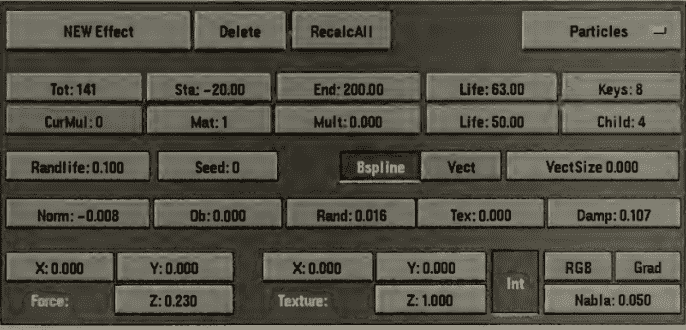 NEW Effect Delete RecalcAll Particles
Tot: 141 Sta: -20.00 End: 200.00 Life: 63.00 Keys: 8
CurMul: 0 Mat: 1 Mult: 0.000 Life: 50.00 Child: 4
Randlife: 0.100 Seed: 0 Bspline Vect VectSize 0.000
Norm: -0.008 Ob: 0.000 Rand: 0.016 Tex: 0.000 Damp: 0.107
X: 0.000 Y: 0.000 X: 0.000 Y: 0.000 Int RGB Grad
Force: Z: 0.230 Texture: Z: 1.000 Nabla: 0.050